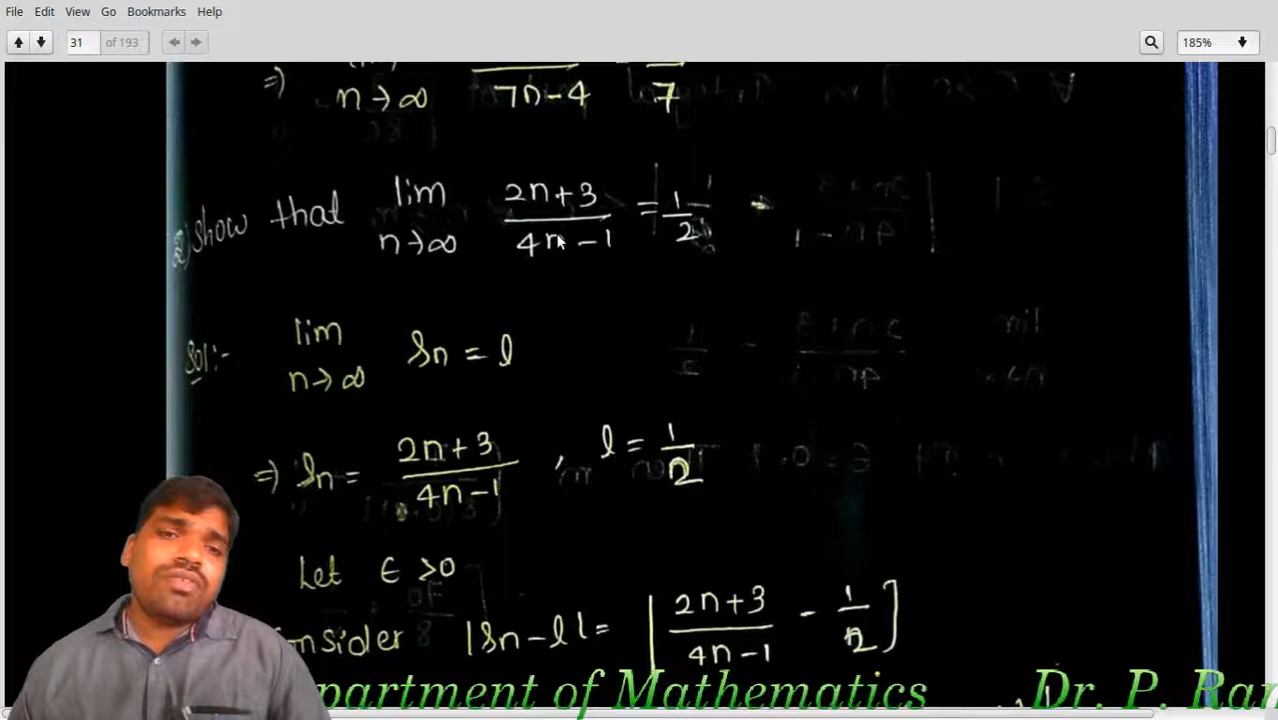 File Edit View Go Bookmarks Help
31 of 193 185%
⇒ n→∞ 7n-4 7
2) Show that lim n→∞ (2n+3)/(4n-1) = 1/2
Sol:- lim n→∞ Sn = l
⇒ Sn = (2n+3)/(4n-1) , l = 1/2
Let ∈ >0
Consider |Sn-l| = |(2n+3)/(4n-1) - 1/2|
partment of Mathematics Dr. P. Ram